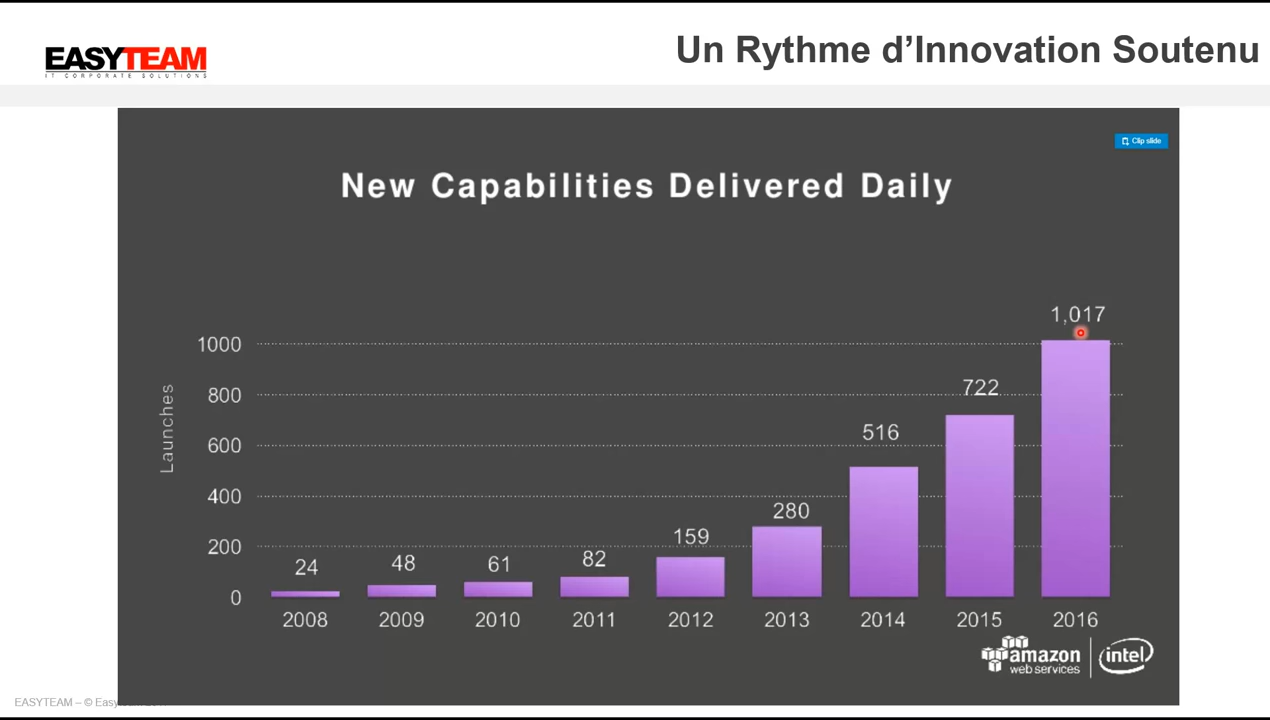 EASYTEAM
IT CORPORATE SOLUTIONS
Un Rythme d’Innovation Soutenu
Clip slide
New Capabilities Delivered Daily
Launches
1000
800
600
400
200
0
24
48
61
82
159
280
516
722
1,017
2008
2009
2010
2011
2012
2013
2014
2015
2016
amazon
web services
intel
EASYTEAM – ©